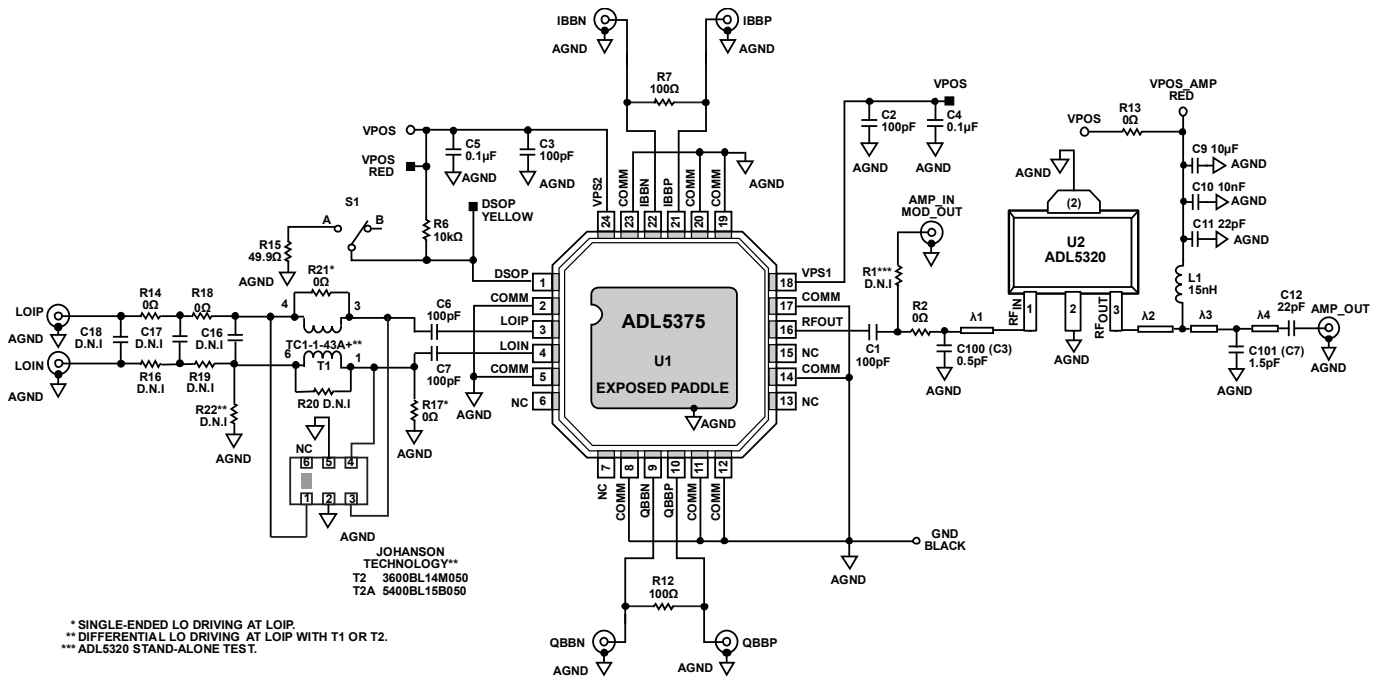 IBBN
AGND
IBBP
AGND
R7
100Ω
VPOS
VPOS
RED
C5
0.1µF
AGND
C3
100pF
AGND
VPS2
COMM
IBBN
IBBP
COMM
COMM
AGND
24
23
22
21
20
19
VPOS
C2
100pF
AGND
C4
0.1µF
AGND
VPOS_AMP
RED
R13
0Ω
VPOS
C9 10µF
AGND
C10 10nF
AGND
C11 22pF
AGND
L1
15nH
AGND
(2)
U2
ADL5320
RFIN
1
2
RFOUT
3
AGND
S1
A
B
R15
49.9Ω
AGND
R6
10kΩ
DSOP
YELLOW
AMP_IN
MOD_OUT
AGND
R1***
D.N.I
R2
0Ω
C1
100pF
C100 (C3)
0.5pF
AGND
λ1
λ2
λ3
λ4
C101 (C7)
1.5pF
AGND
C12
22pF
AMP_OUT
AGND
DSOP
1
COMM
2
LOIP
3
LOIN
4
COMM
5
NC
6
AGND
ADL5375
U1
EXPOSED PADDLE
AGND
18
VPS1
17
COMM
16
RFOUT
15
NC
14
COMM
13
NC
LOIP
AGND
LOIN
AGND
C18
D.N.I
R14
0Ω
C17
D.N.I
R18
0Ω
C16
D.N.I
R16
D.N.I
R19
D.N.I
R22**
D.N.I
AGND
R21*
0Ω
4
3
TC1-1-43A+**
T1
6
1
R20 D.N.I
C6
100pF
C7
100pF
R17*
0Ω
AGND
NC
6
5
4
1
2
3
AGND
JOHANSON
TECHNOLOGY**
T2 3600BL14M050
T2A 5400BL15B050
7
8
9
10
11
12
NC
COMM
QBBN
QBBP
COMM
COMM
GND
BLACK
AGND
R12
100Ω
QBBN
AGND
QBBP
AGND
* SINGLE-ENDED LO DRIVING AT LOIP.
** DIFFERENTIAL LO DRIVING AT LOIP WITH T1 OR T2.
*** ADL5320 STAND-ALONE TEST.